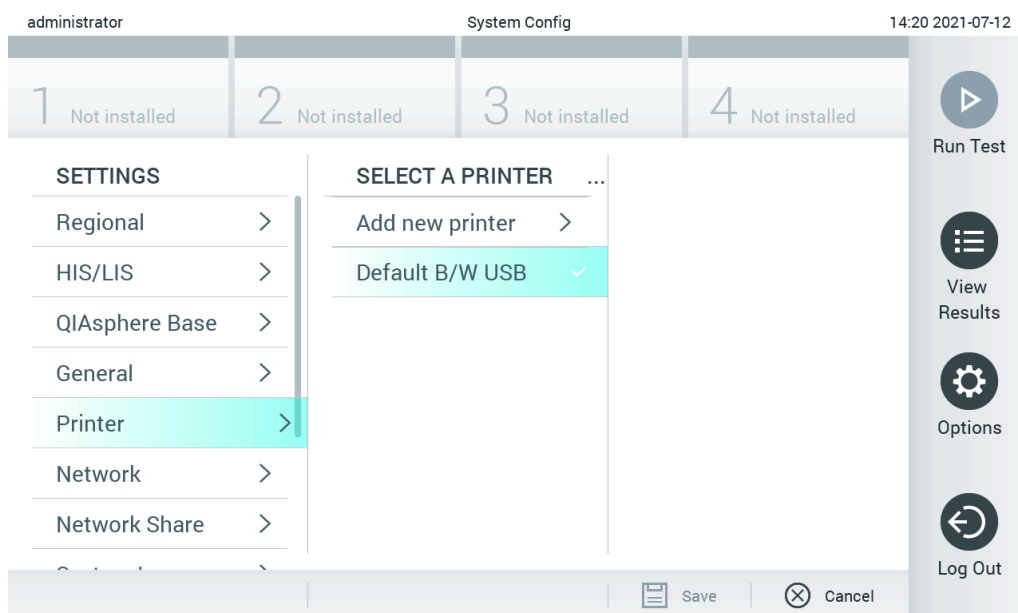 administrator
System Config
14:20 2021-07-12
1 Not installed
2 Not installed
3 Not installed
4 Not installed
Run Test
SETTINGS
Regional
HIS/LIS
QIAsphere Base
General
Printer
Network
Network Share
SELECT A PRINTER ...
Add new printer
Default B/W USB
View
Results
Options
Log Out
Save
Cancel